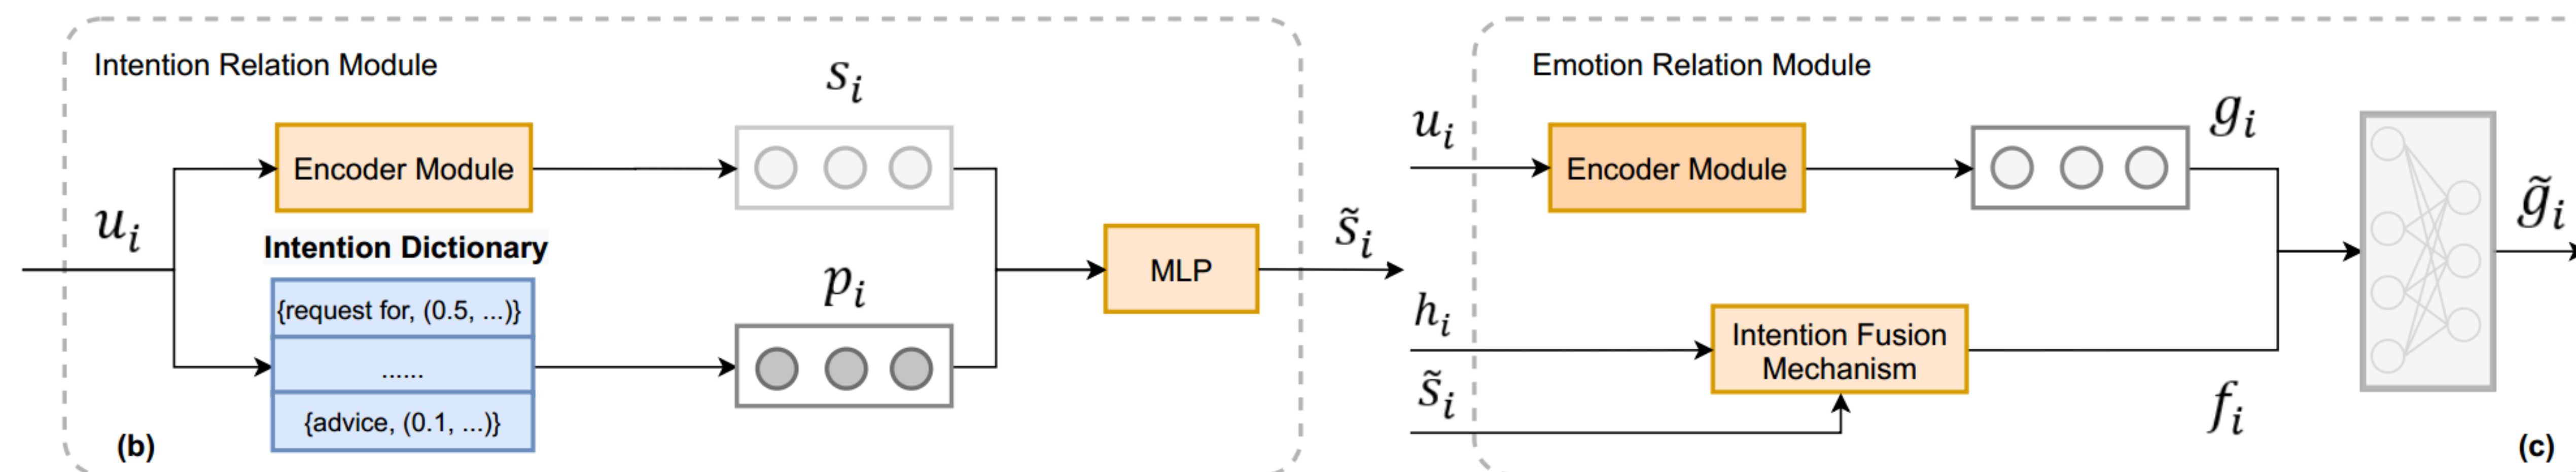 Intention Relation Module
s_i
Encoder Module
u_i
Intention Dictionary
{request for, (0.5, ...)}
......
{advice, (0.1, ...)}
p_i
MLP
s̃_i
(b)
Emotion Relation Module
u_i
Encoder Module
g_i
h_i
s̃_i
Intention Fusion
Mechanism
f_i
g̃_i
(c)